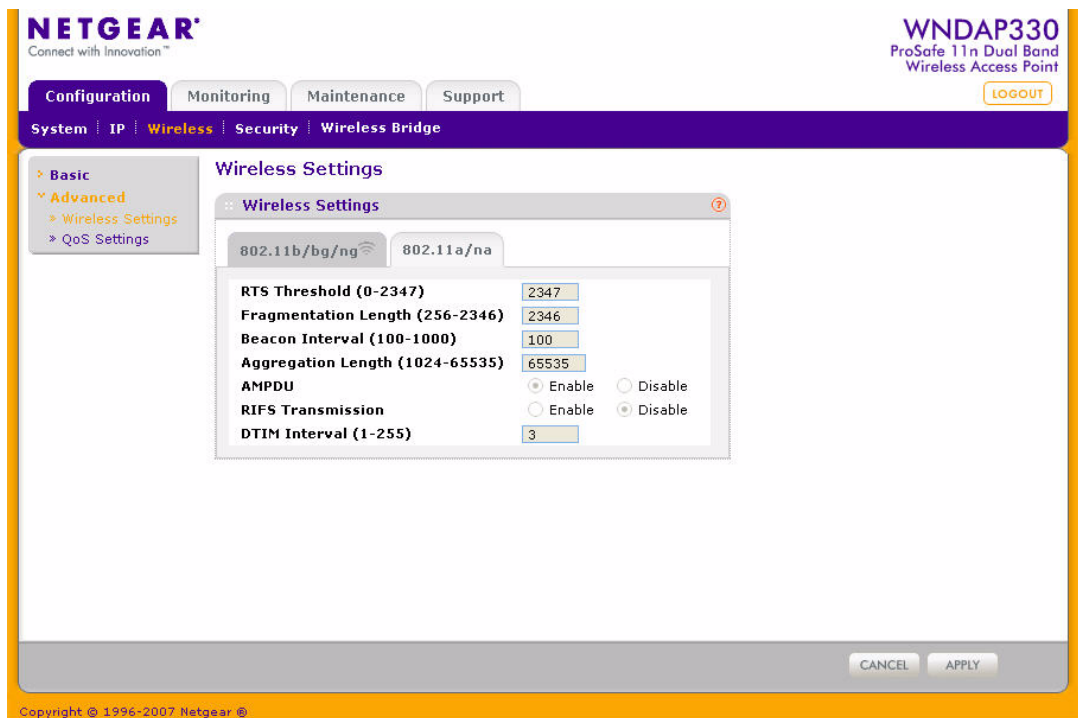 NETGEAR®
Connect with Innovation™
WNDAP330
ProSafe 11n Dual Band
Wireless Access Point
Configuration Monitoring Maintenance Support LOGOUT
System IP Wireless Security Wireless Bridge
Basic
Advanced
Wireless Settings
QoS Settings
Wireless Settings
Wireless Settings ?
802.11b/bg/ng 802.11a/na
RTS Threshold (0-2347) 2347
Fragmentation Length (256-2346) 2346
Beacon Interval (100-1000) 100
Aggregation Length (1024-65535) 65535
AMPDU Enable Disable
RIFS Transmission Enable Disable
DTIM Interval (1-255) 3
CANCEL APPLY
Copyright © 1996-2007 Netgear ®